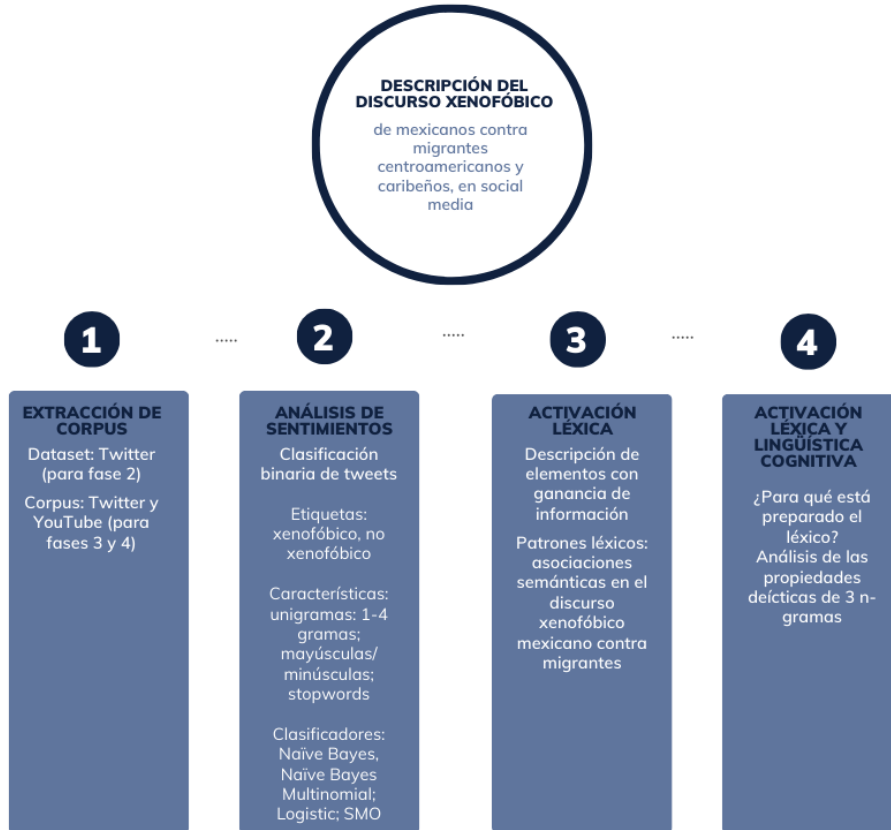 DESCRIPCIÓN DEL
DISCURSO XENOFÓBICO
de mexicanos contra
migrantes
centroamericanos y
caribeños, en social
media
1
.....
2
.....
3
.....
4
EXTRACCIÓN DE
CORPUS
Dataset: Twitter
(para fase 2)
Corpus: Twitter y
YouTube (para
fases 3 y 4)
ANÁLISIS DE
SENTIMIENTOS
Clasificación
binaria de tweets
Etiquetas:
xenofóbico, no
xenofóbico
Características:
unigramas: 1-4
gramas;
mayúsculas/
minúsculas;
stopwords
Clasificadores:
Naïve Bayes,
Naïve Bayes
Multinomial;
Logistic; SMO
ACTIVACIÓN
LÉXICA
Descripción de
elementos con
ganancia de
información
Patrones léxicos:
asociaciones
semánticas en el
discurso
xenofóbico
mexicano contra
migrantes
ACTIVACIÓN
LÉXICA Y
LINGÜÍSTICA
COGNITIVA
¿Para qué está
preparado el
léxico?
Análisis de las
propiedades
deícticas de 3 n-
gramas